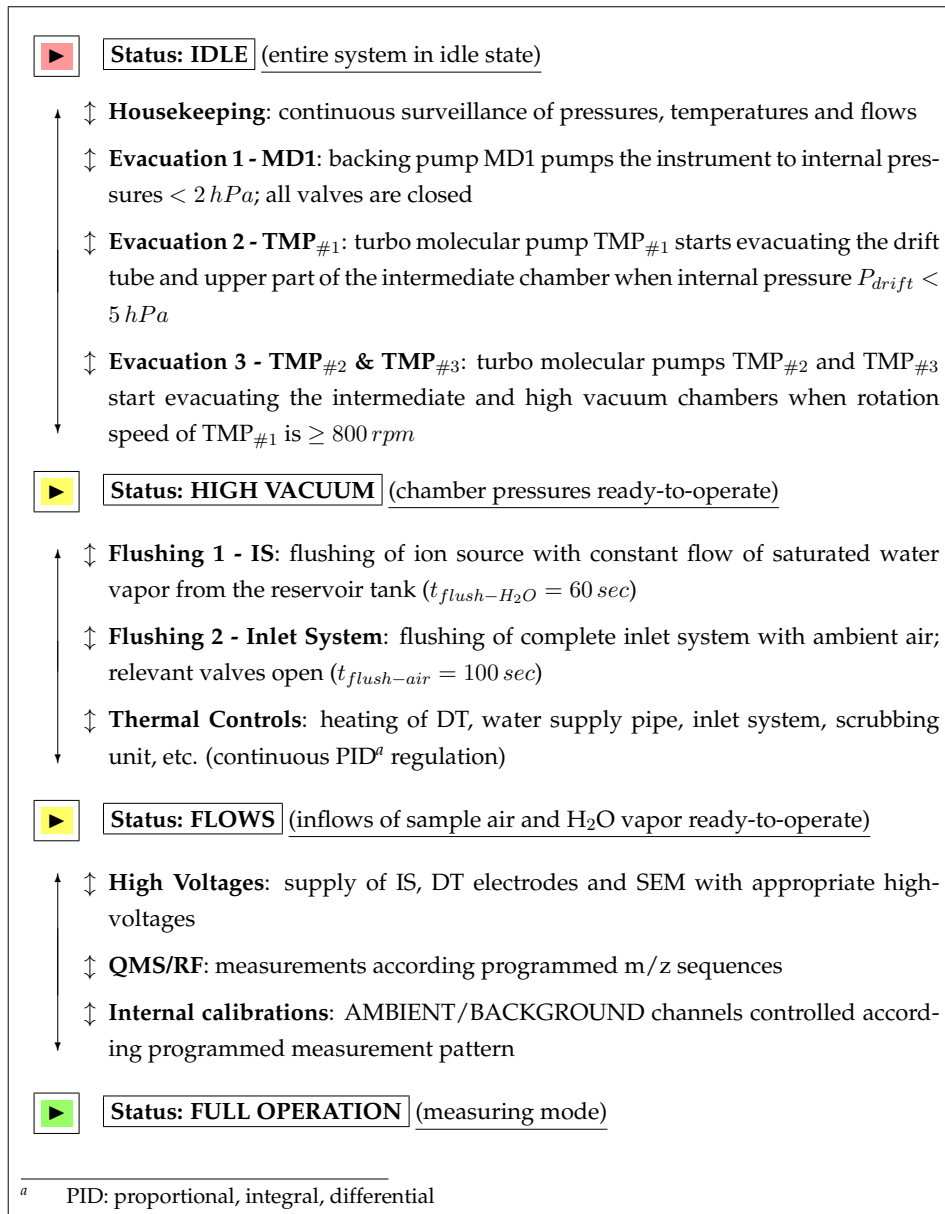 Status: IDLE (entire system in idle state)
↕ Housekeeping: continuous surveillance of pressures, temperatures and flows
↕ Evacuation 1 - MD1: backing pump MD1 pumps the instrument to internal pres-
sures < 2 hPa; all valves are closed
↕ Evacuation 2 - TMP#1: turbo molecular pump TMP#1 starts evacuating the drift
tube and upper part of the intermediate chamber when internal pressure P_drift <
5 hPa
↕ Evacuation 3 - TMP#2 & TMP#3: turbo molecular pumps TMP#2 and TMP#3
start evacuating the intermediate and high vacuum chambers when rotation
speed of TMP#1 is ≥ 800 rpm
Status: HIGH VACUUM (chamber pressures ready-to-operate)
↕ Flushing 1 - IS: flushing of ion source with constant flow of saturated water
vapor from the reservoir tank (t_flush−H₂O = 60 sec)
↕ Flushing 2 - Inlet System: flushing of complete inlet system with ambient air;
relevant valves open (t_flush−air = 100 sec)
↕ Thermal Controls: heating of DT, water supply pipe, inlet system, scrubbing
unit, etc. (continuous PIDᵃ regulation)
Status: FLOWS (inflows of sample air and H₂O vapor ready-to-operate)
↕ High Voltages: supply of IS, DT electrodes and SEM with appropriate high-
voltages
↕ QMS/RF: measurements according programmed m/z sequences
↕ Internal calibrations: AMBIENT/BACKGROUND channels controlled accord-
ing programmed measurement pattern
Status: FULL OPERATION (measuring mode)
ᵃ PID: proportional, integral, differential